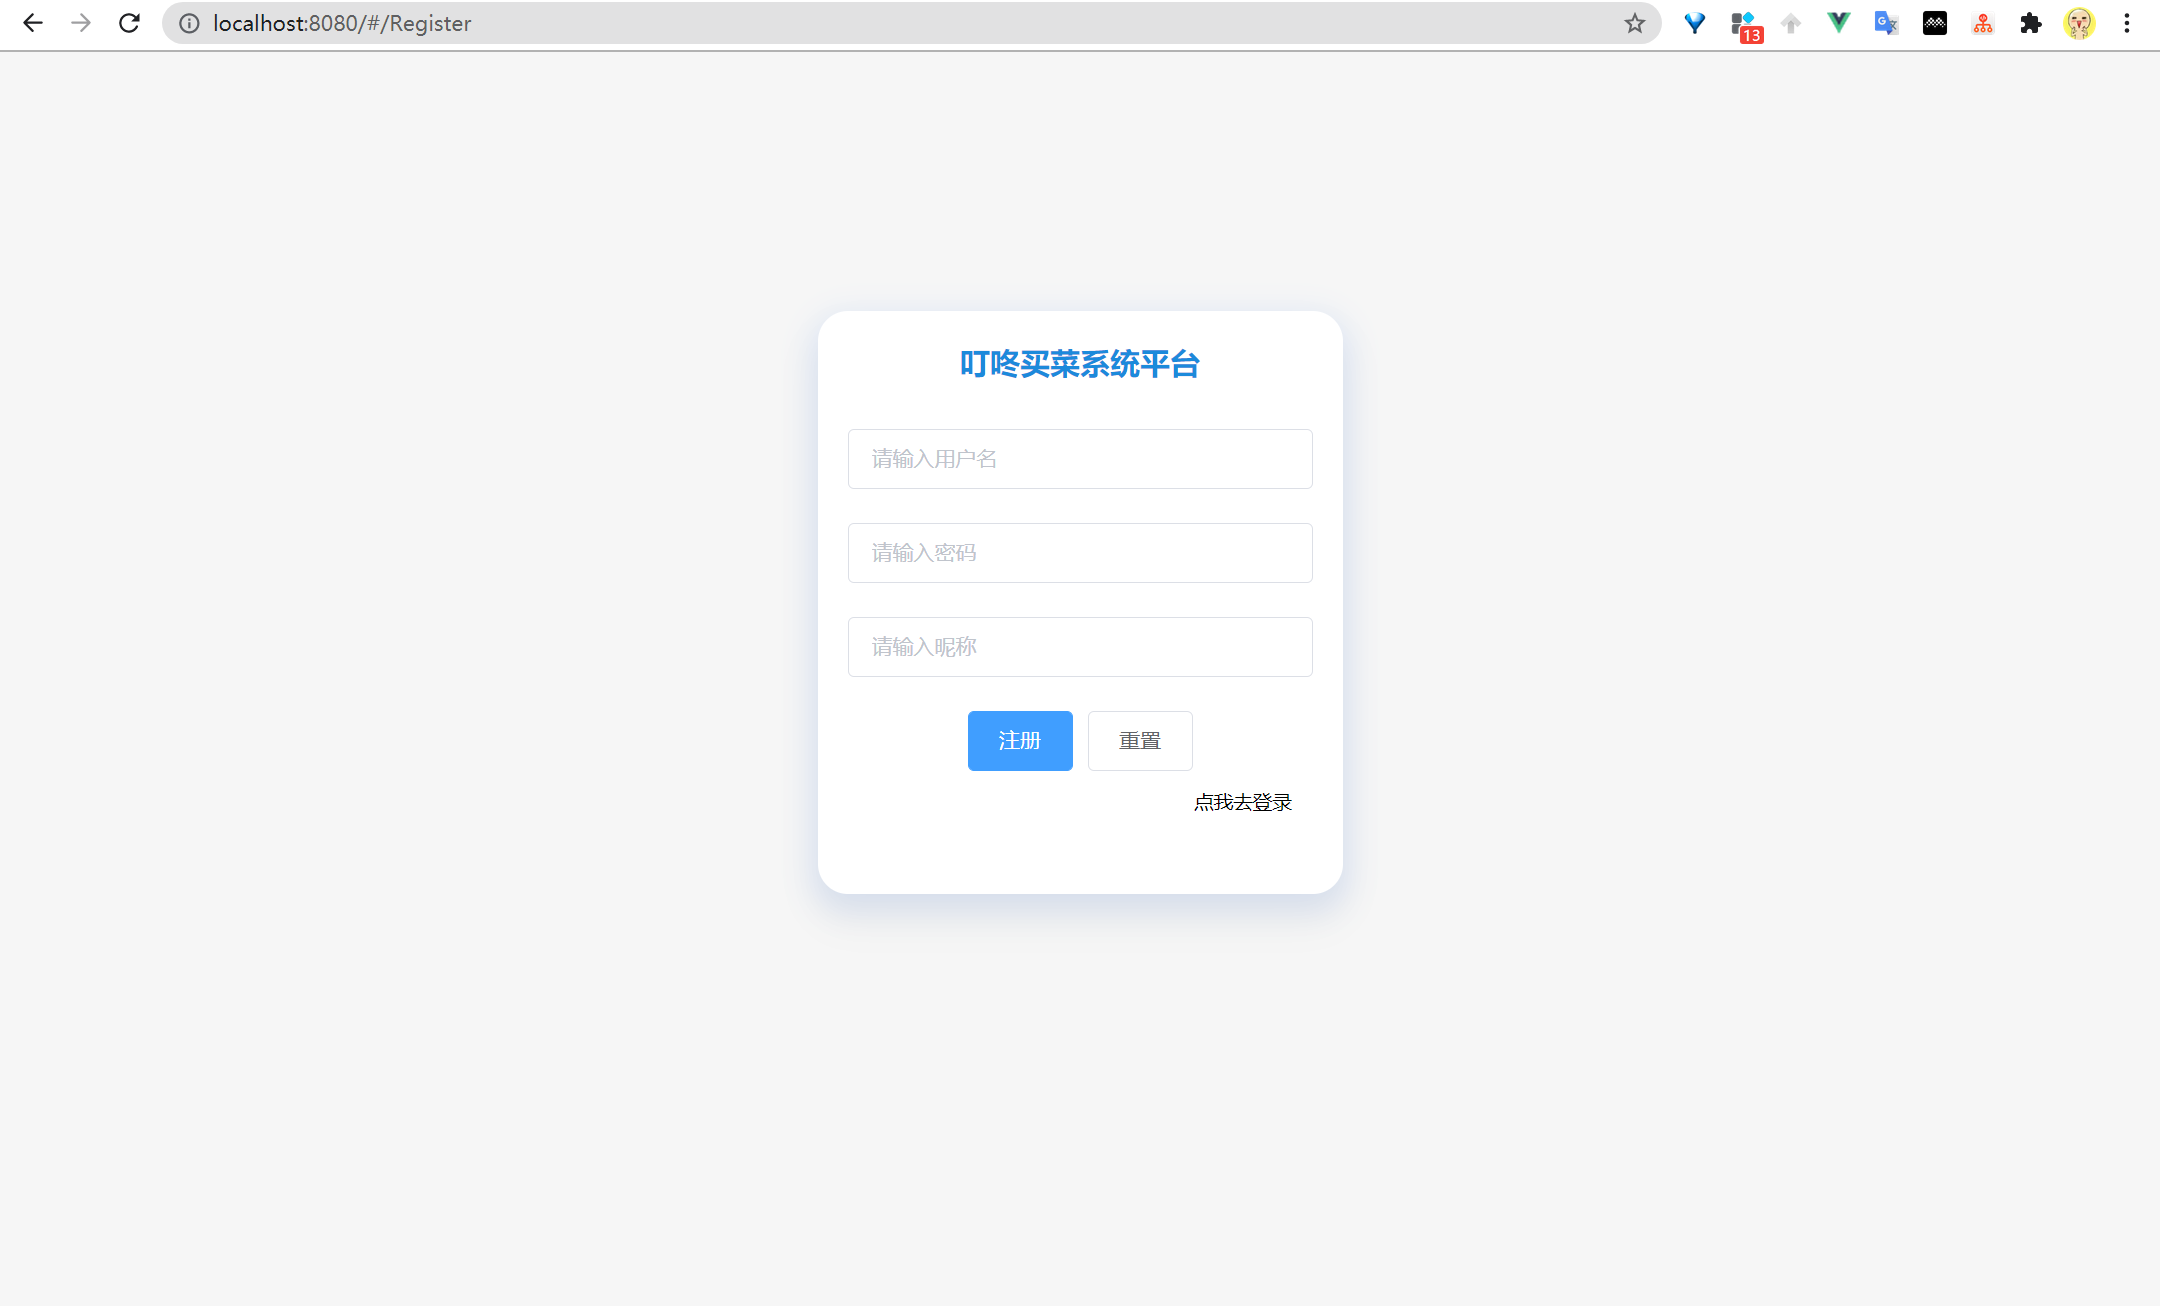 localhost:8080/#/Register
13
叮咚买菜系统平台
请输入用户名
请输入密码
请输入昵称
注册 重置
点我去登录